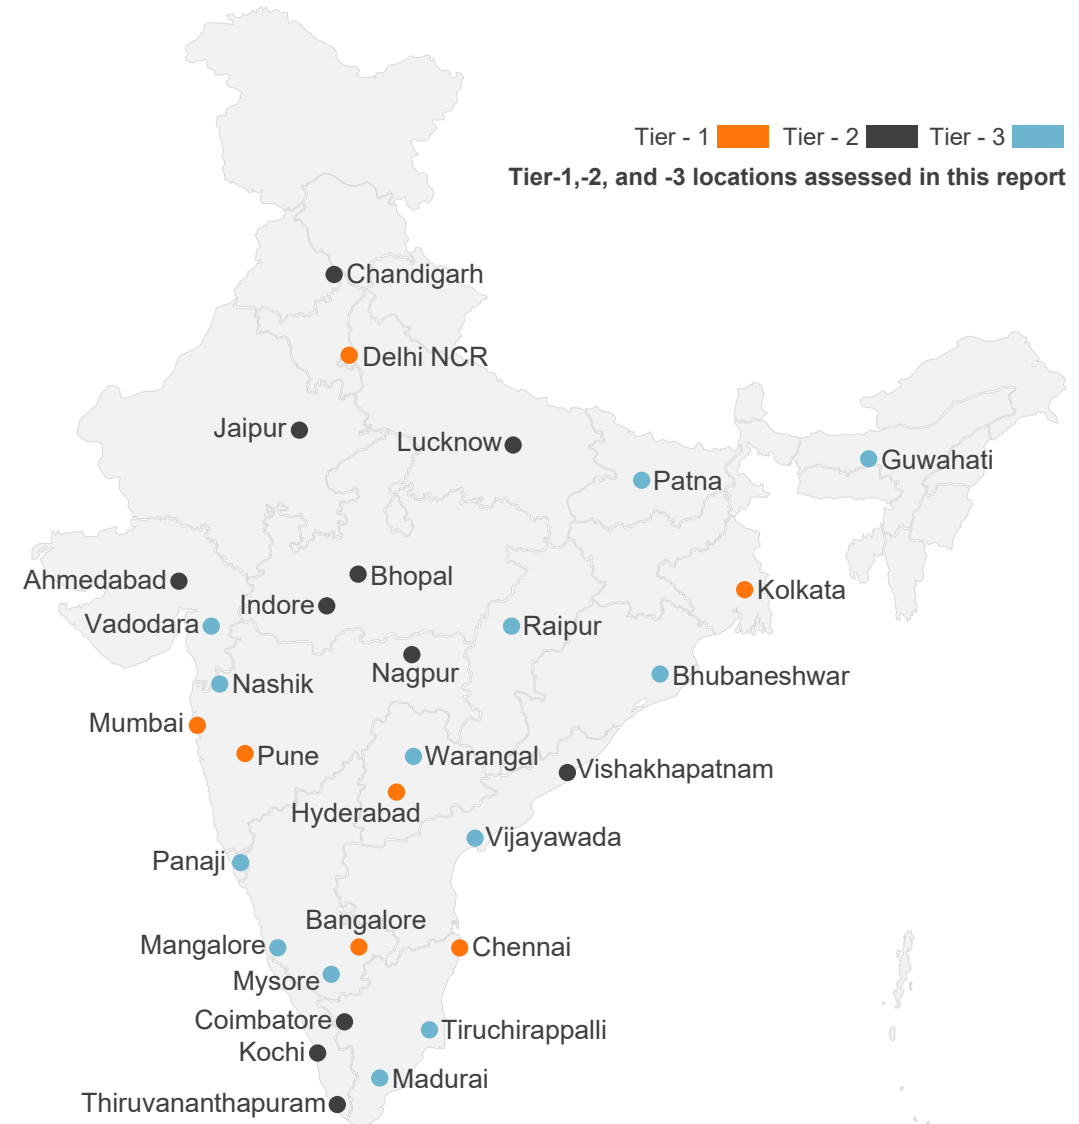 Tier - 1 Tier - 2 Tier - 3
Tier-1,-2, and -3 locations assessed in this report
Chandigarh
Delhi NCR
Jaipur
Lucknow
Guwahati
Patna
Ahmedabad
Bhopal
Kolkata
Indore
Vadodara
Raipur
Nagpur
Bhubaneshwar
Nashik
Mumbai
Pune
Warangal
Vishakhapatnam
Hyderabad
Vijayawada
Panaji
Bangalore
Mangalore
Chennai
Mysore
Coimbatore
Tiruchirappalli
Kochi
Madurai
Thiruvananthapuram